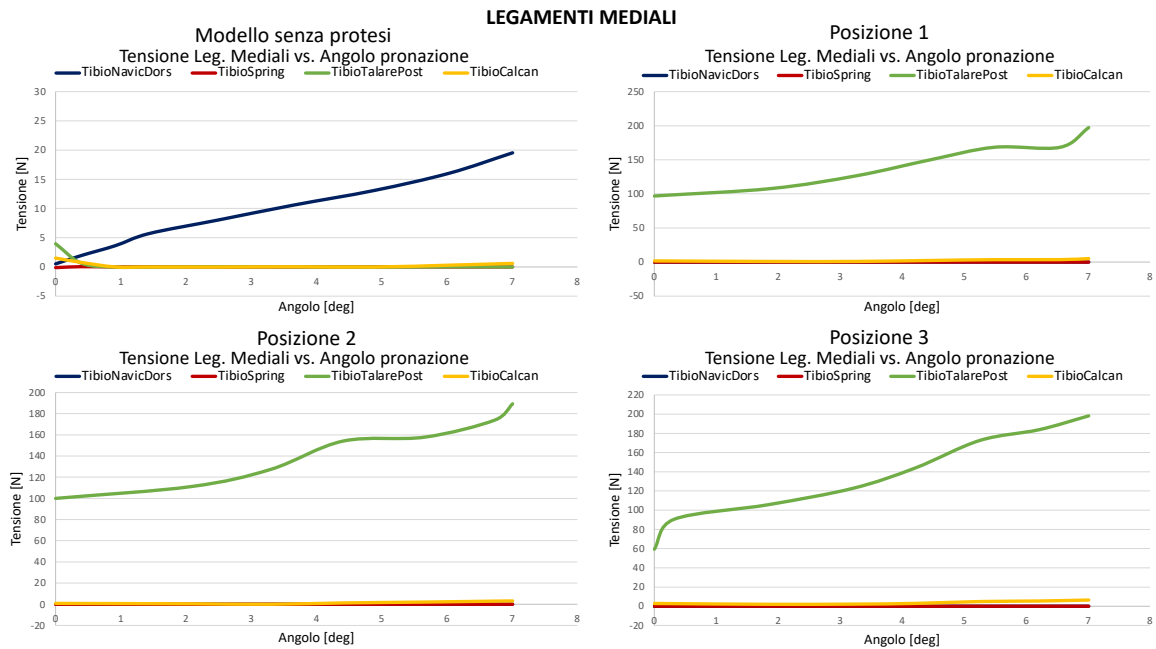 LEGAMENTI MEDIALI
Modello senza protesi
Tensione Leg. Mediali vs. Angolo pronazione
TibioNavicDors TibioSpring TibioTalarePost TibioCalcan
30
25
20
15
10
5
0
-5
0 1 2 3 4 5 6 7 8
Tensione [N]
Angolo [deg]
Posizione 1
Tensione Leg. Mediali vs. Angolo pronazione
TibioNavicDors TibioSpring TibioTalarePost TibioCalcan
250
200
150
100
50
0
-50
0 1 2 3 4 5 6 7 8
Tensione [N]
Angolo [deg]
Posizione 2
Tensione Leg. Mediali vs. Angolo pronazione
TibioNavicDors TibioSpring TibioTalarePost TibioCalcan
200
180
160
140
120
100
80
60
40
20
0
-20
0 1 2 3 4 5 6 7 8
Tensione [N]
Angolo [deg]
Posizione 3
Tensione Leg. Mediali vs. Angolo pronazione
TibioNavicDors TibioSpring TibioTalarePost TibioCalcan
220
200
180
160
140
120
100
80
60
40
20
0
-20
0 1 2 3 4 5 6 7 8
Tensione [N]
Angolo [deg]